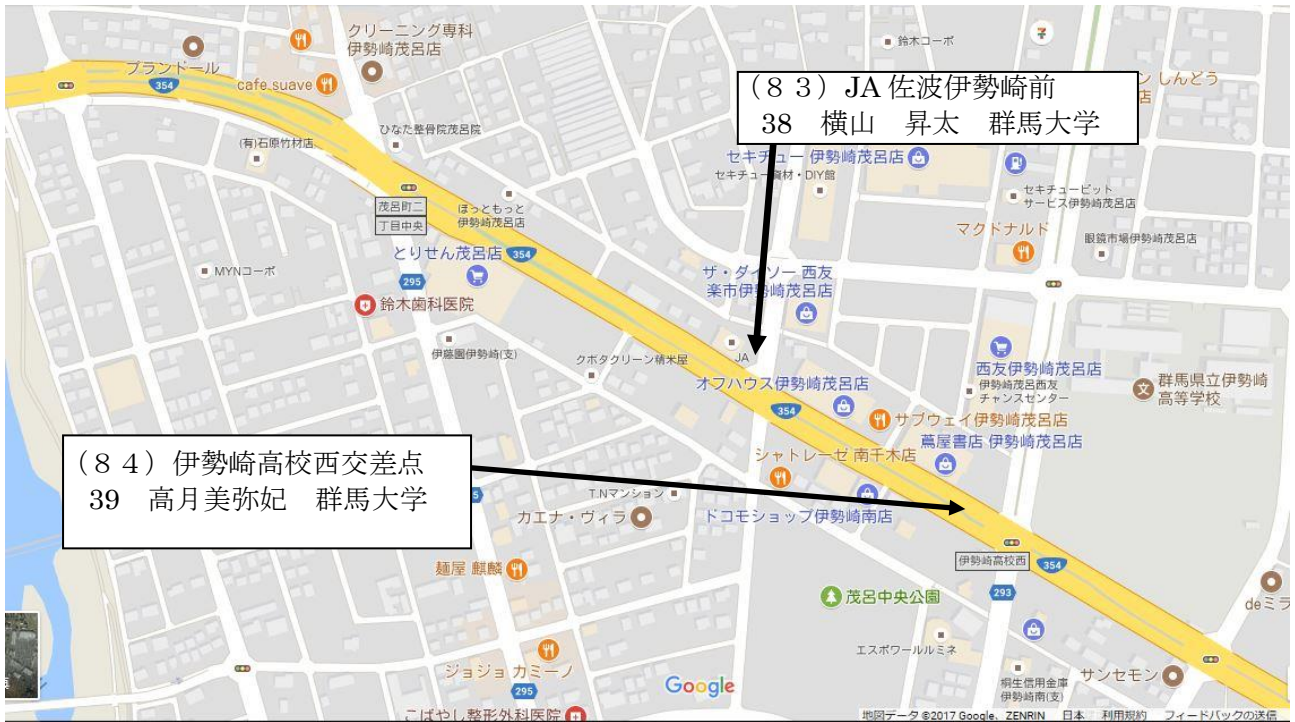 クリーニング専科
伊勢崎茂呂店
鈴木コーポ
ブランドール
354
cafe suave
(83)JA佐波伊勢崎前
38 横山 昇太 群馬大学
ン しんどう
店
ひなた整骨院茂呂院
(有)石原竹材店
セキチュー 伊勢崎茂呂店
セキチュー資材・DIY館
セキチューピット
サービス伊勢崎茂呂店
茂呂町二
丁目中央
ほっともっと
伊勢崎茂呂店
マクドナルド
眼鏡市場伊勢崎茂呂店
とりせん茂呂店
354
MYNコーポ
295
ザ・ダイソー 西友
楽市伊勢崎茂呂店
鈴木歯科医院
伊藤園伊勢崎(支)
クボタクリーン精米屋
JA
西友伊勢崎茂呂店
伊勢崎茂呂西友
チャンスセンター
群馬県立伊勢崎
高等学校
オフハウス伊勢崎茂呂店
354
サブウェイ伊勢崎茂呂店
蔦屋書店 伊勢崎茂呂店
(84)伊勢崎高校西交差点
39 高月美弥妃 群馬大学
シャトレーゼ 南千木店
T.Nマンション
カエナ・ヴィラ
ドコモショップ伊勢崎南店
伊勢崎高校西
354
麺屋 麒麟
293
茂呂中央公園
deミラ
エスポワールルミネ
ジョジョ カミーノ
295
Google
桐生信用金庫
伊勢崎南(支)
サンセモン
こばやし整形外科医院
地図データ ©2017 Google、ZENRIN 日本 利用規約 フィードバックの送信